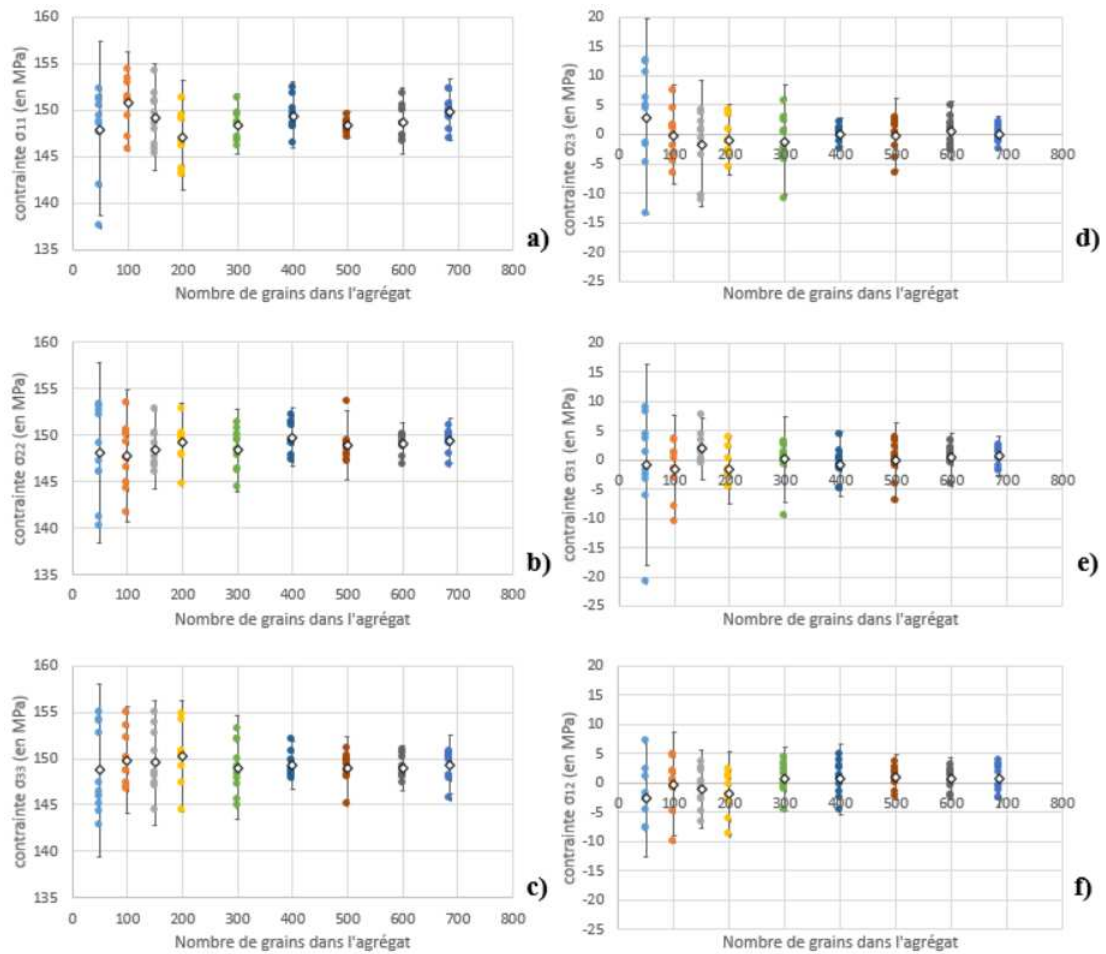 contrainte σ11 (en MPa)
160
155
150
145
140
135
0 100 200 300 400 500 600 700 800
Nombre de grains dans l'agrégat
a)
contrainte σ23 (en MPa)
20
15
10
5
0
-5
-10
-15
-20
-25
0 100 200 300 400 500 600 700 800
Nombre de grains dans l'agrégat
d)
contrainte σ22 (en MPa)
160
155
150
145
140
135
0 100 200 300 400 500 600 700 800
Nombre de grains dans l'agrégat
b)
contrainte σ31 (en MPa)
20
15
10
5
0
-5
-10
-15
-20
-25
0 100 200 300 400 500 600 700 800
Nombre de grains dans l'agrégat
e)
contrainte σ33 (en MPa)
160
155
150
145
140
135
0 100 200 300 400 500 600 700 800
Nombre de grains dans l'agrégat
c)
contrainte σ12 (en MPa)
20
15
10
5
0
-5
-10
-15
-20
-25
0 100 200 300 400 500 600 700 800
Nombre de grains dans l'agrégat
f)